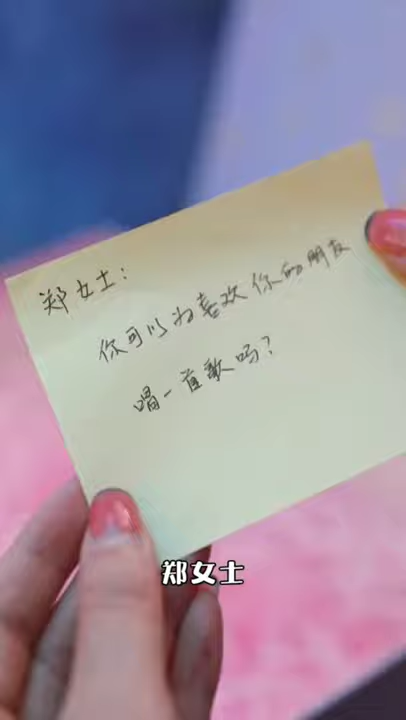 郑女士：
你可以为喜欢你的朋友
唱一首歌吗？
郑女士